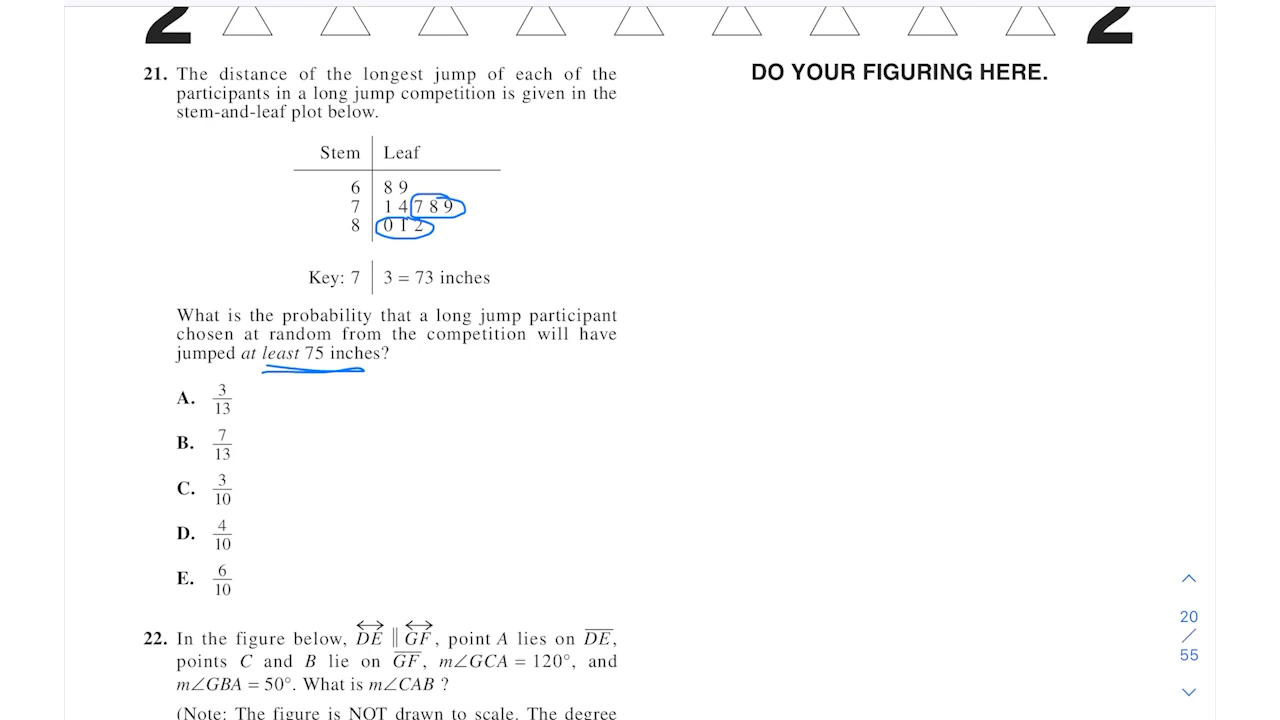 2 2
21. The distance of the longest jump of each of the
participants in a long jump competition is given in the
stem-and-leaf plot below.
DO YOUR FIGURING HERE.
Stem | Leaf
6 | 8 9
7 | 1 4 7 8 9
8 | 0 1 2
Key: 7 | 3 = 73 inches
What is the probability that a long jump participant
chosen at random from the competition will have
jumped at least 75 inches?
A. 3/13
B. 7/13
C. 3/10
D. 4/10
E. 6/10
22. In the figure below, DE ∥ GF, point A lies on DE,
points C and B lie on GF, m∠GCA = 120°, and
m∠GBA = 50°. What is m∠CAB ?
(Note: The figure is NOT drawn to scale. The degree
20
/
55